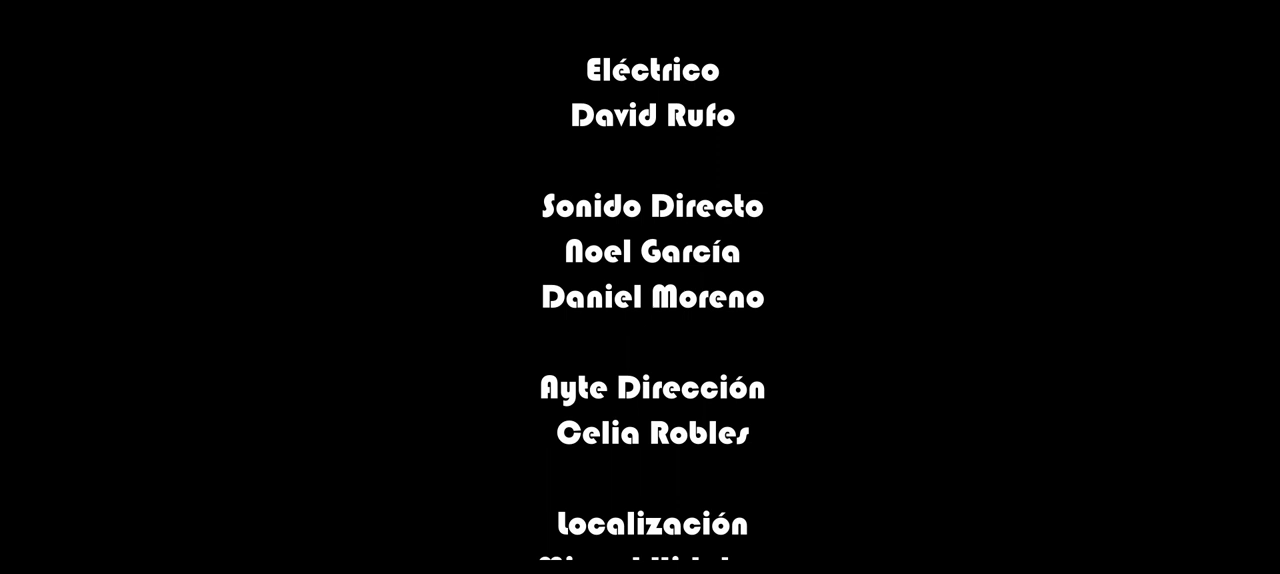 Eléctrico
David Rufo
Sonido Directo
Noel García
Daniel Moreno
Ayte Dirección
Celia Robles
Localización